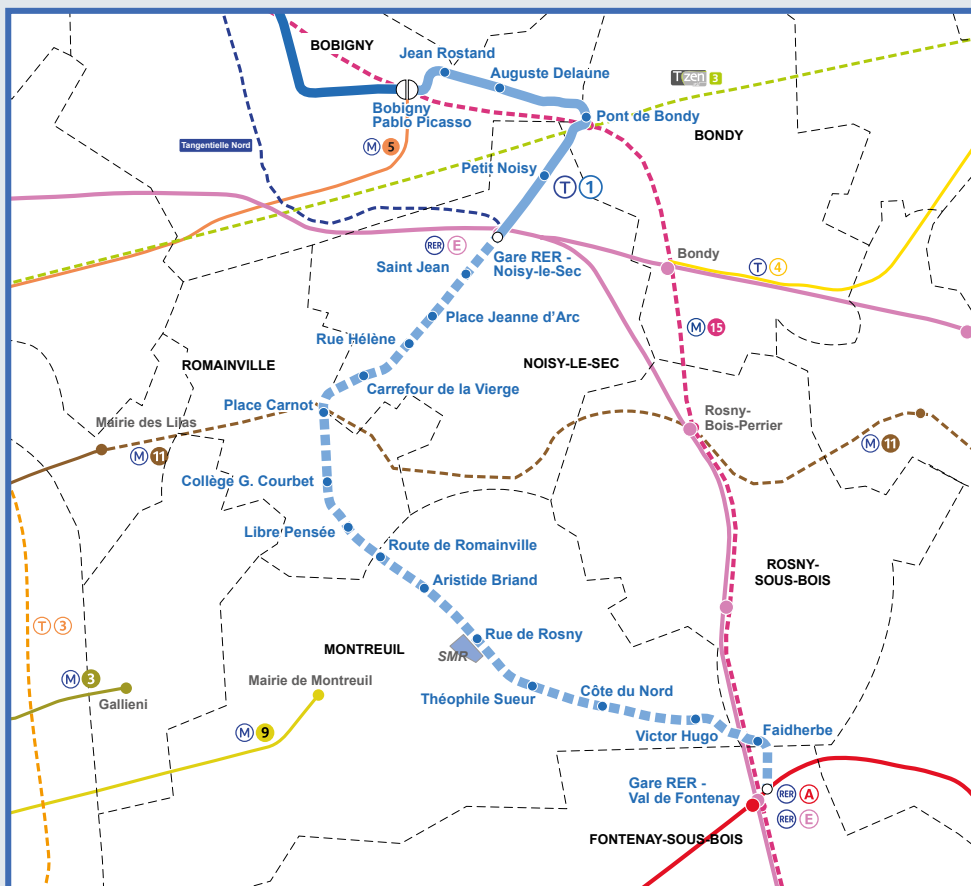 BOBIGNY
Jean Rostand
Auguste Delaune
T zen 3
Bobigny
Pablo Picasso
Pont de Bondy
BONDY
Tangentielle Nord
M 5
Petit Noisy
T 1
RER E
Gare RER -
Noisy-le-Sec
Saint Jean
Bondy
T 4
Place Jeanne d'Arc
M 15
Rue Hélène
ROMAINVILLE
NOISY-LE-SEC
Carrefour de la Vierge
Place Carnot
Mairie des Lilas
Rosny-
Bois-Perrier
M 11
M 11
Collège G. Courbet
Libre Pensée
Route de Romainville
Aristide Briand
ROSNY-
SOUS-BOIS
T 3
Rue de Rosny
MONTREUIL
SMR
M 3
Gallieni
Mairie de Montreuil
Théophile Sueur
Côte du Nord
M 9
Victor Hugo
Faidherbe
Gare RER -
Val de Fontenay
RER A
RER E
FONTENAY-SOUS-BOIS